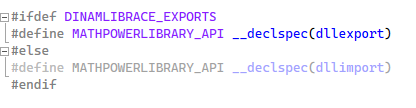 #ifdef DINAMLIBRACE_EXPORTS
#define MATHPOWERLIBRARY_API __declspec(dllexport)
#else
#define MATHPOWERLIBRARY_API __declspec(dllimport)
#endif